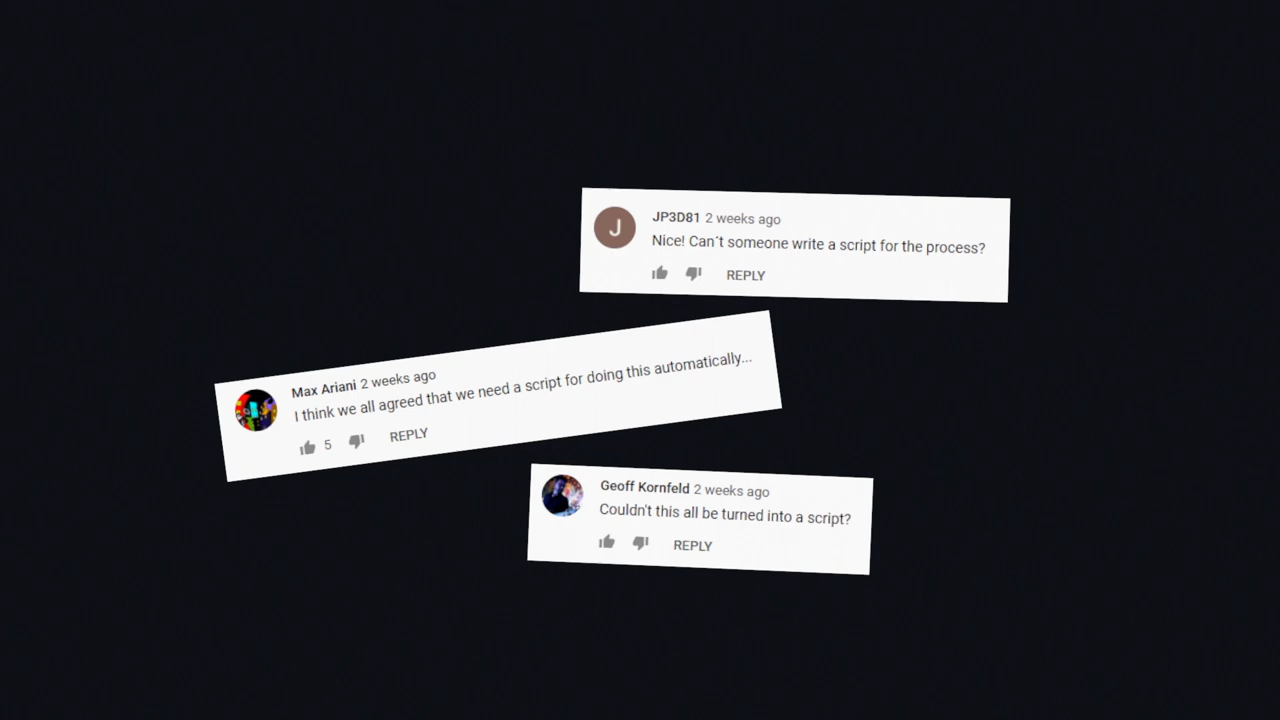 JP3D81 2 weeks ago
Nice! Can´t someone write a script for the process?
REPLY
Max Ariani 2 weeks ago
I think we all agreed that we need a script for doing this automatically...
5 REPLY
Geoff Kornfeld 2 weeks ago
Couldn't this all be turned into a script?
REPLY
J